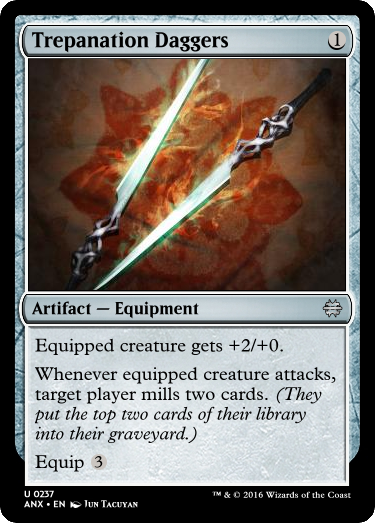 Trepanation Daggers 1
Artifact — Equipment
Equipped creature gets +2/+0.
Whenever equipped creature attacks,
target player mills two cards. (They
put the top two cards of their library
into their graveyard.)
Equip 3
U 0237
ANX • EN Jun Tacuyan
™ & © 2016 Wizards of the Coast